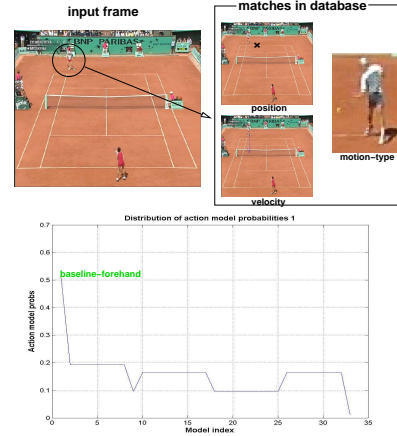 input frame
matches in database
BNP PARIBAS
position
velocity
motion-type
Distribution of action model probabilities 1
Action model probs
0.7
0.6
0.5
0.4
0.3
0.2
0.1
0
baseline-forehand
0 5 10 15 20 25 30 35
Model index